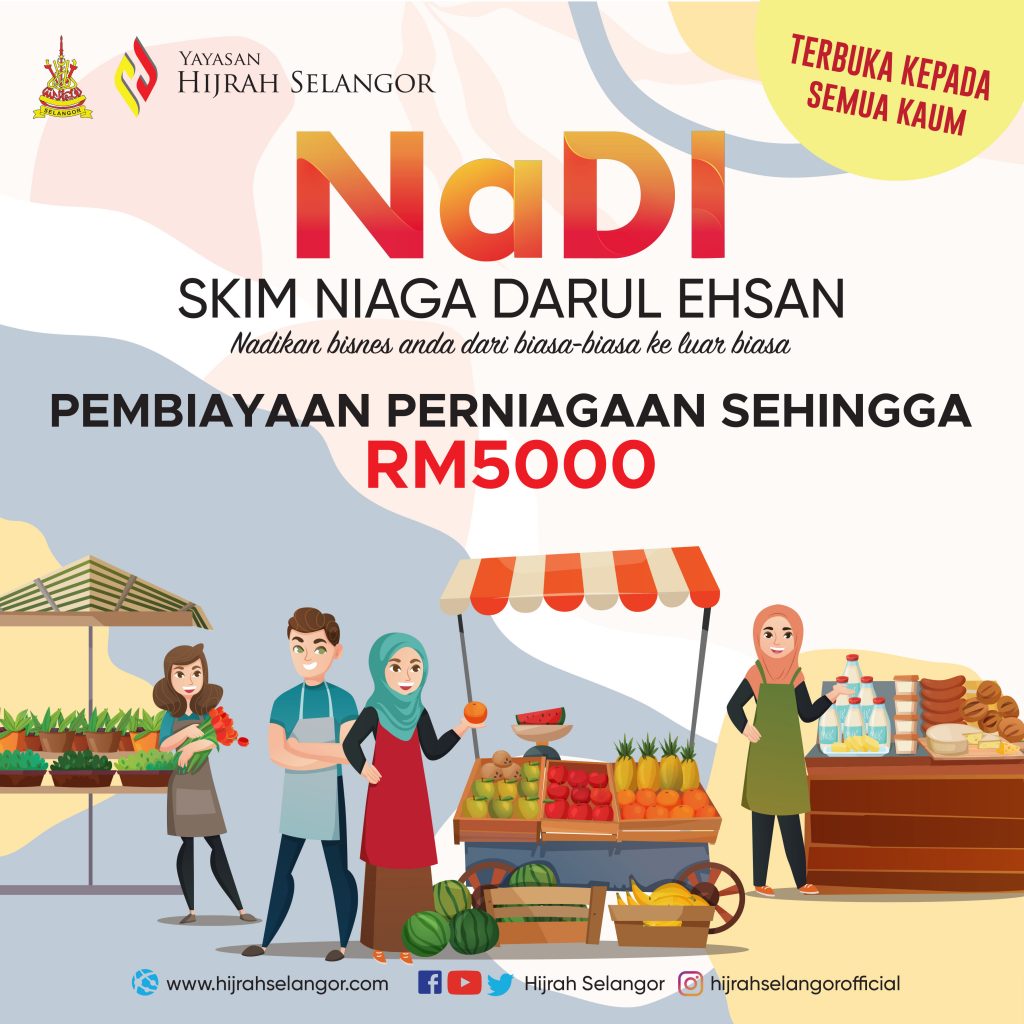 SELANGOR
YAYASAN
HIJRAH SELANGOR
TERBUKA KEPADA
SEMUA KAUM
NaDI
SKIM NIAGA DARUL EHSAN
Nadikan bisnes anda dari biasa-biasa ke luar biasa
PEMBIAYAAN PERNIAGAAN SEHINGGA
RM5000
www.hijrahselangor.com Hijrah Selangor hijrahselangorofficial